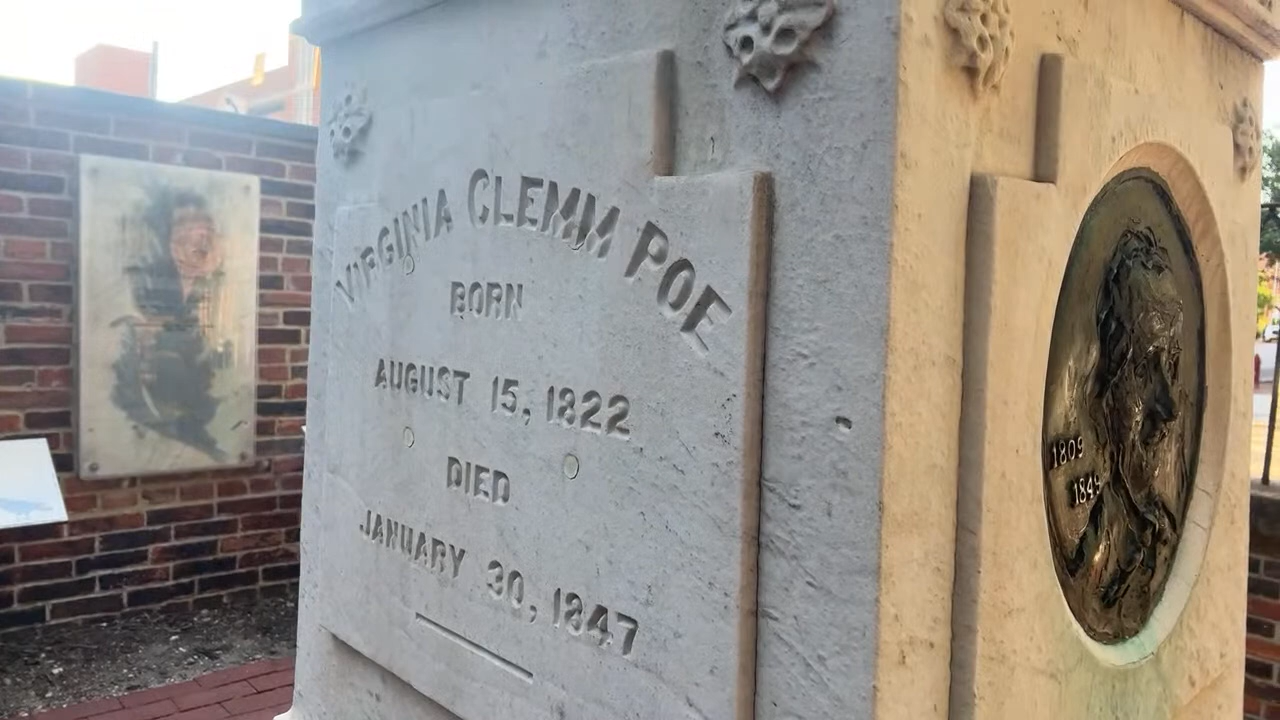 VIRGINIA CLEMM POE
BORN
AUGUST 15, 1822
DIED
JANUARY 30, 1847
1809
1849